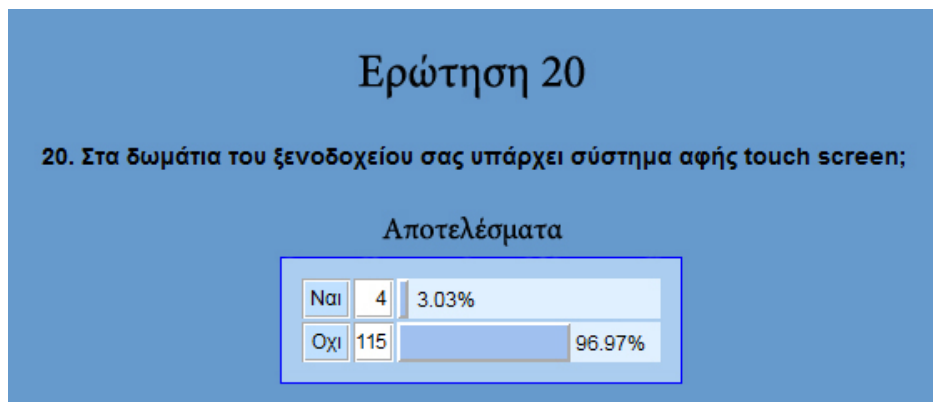 Ερώτηση 20
20. Στα δωμάτια του ξενοδοχείου σας υπάρχει σύστημα αφής touch screen;
Αποτελέσματα
Ναι 4 3.03%
Οχι 115 96.97%